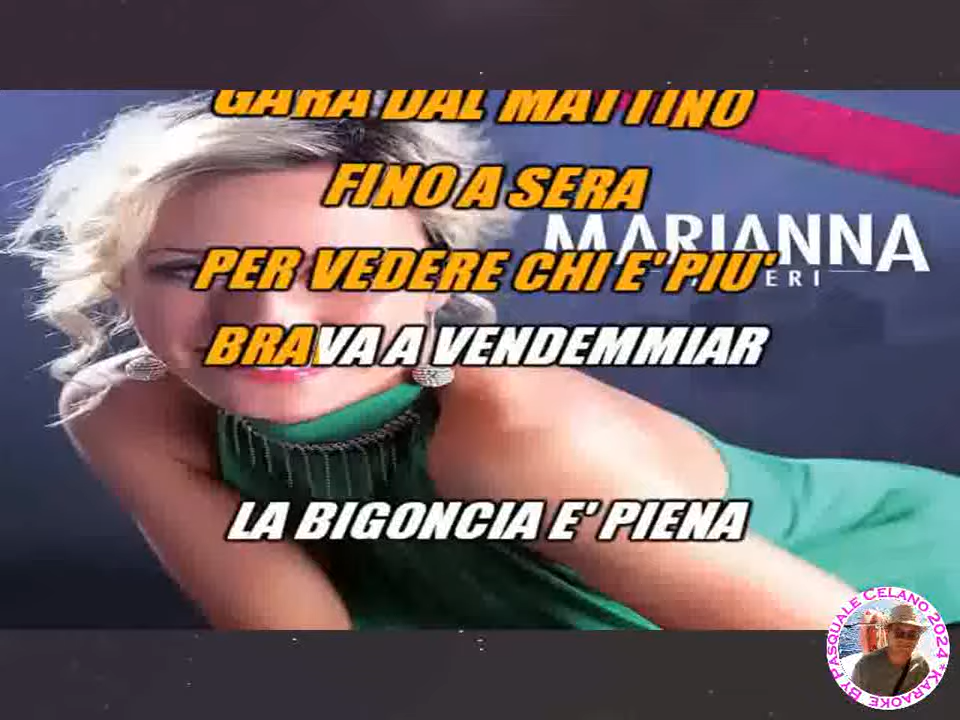 GARA DAL MATTINO
FINO A SERA
MARIANNA
ERI
PER VEDERE CHI E' PIU'
BRAVA A VENDEMMIAR
LA BIGONCIA E' PIENA
PASQUALE CELANO 2024 * KARAOKE BY